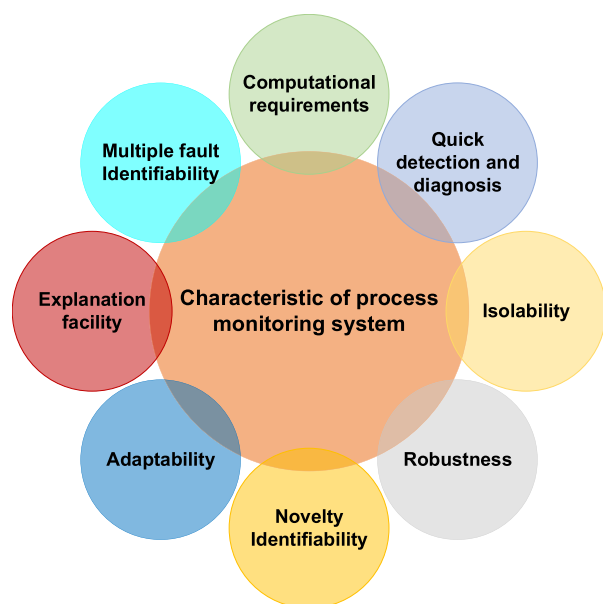 Computational
requirements
Quick
detection and
diagnosis
Isolability
Robustness
Novelty
Identifiability
Adaptability
Explanation
facility
Multiple fault
Identifiability
Characteristic of process
monitoring system